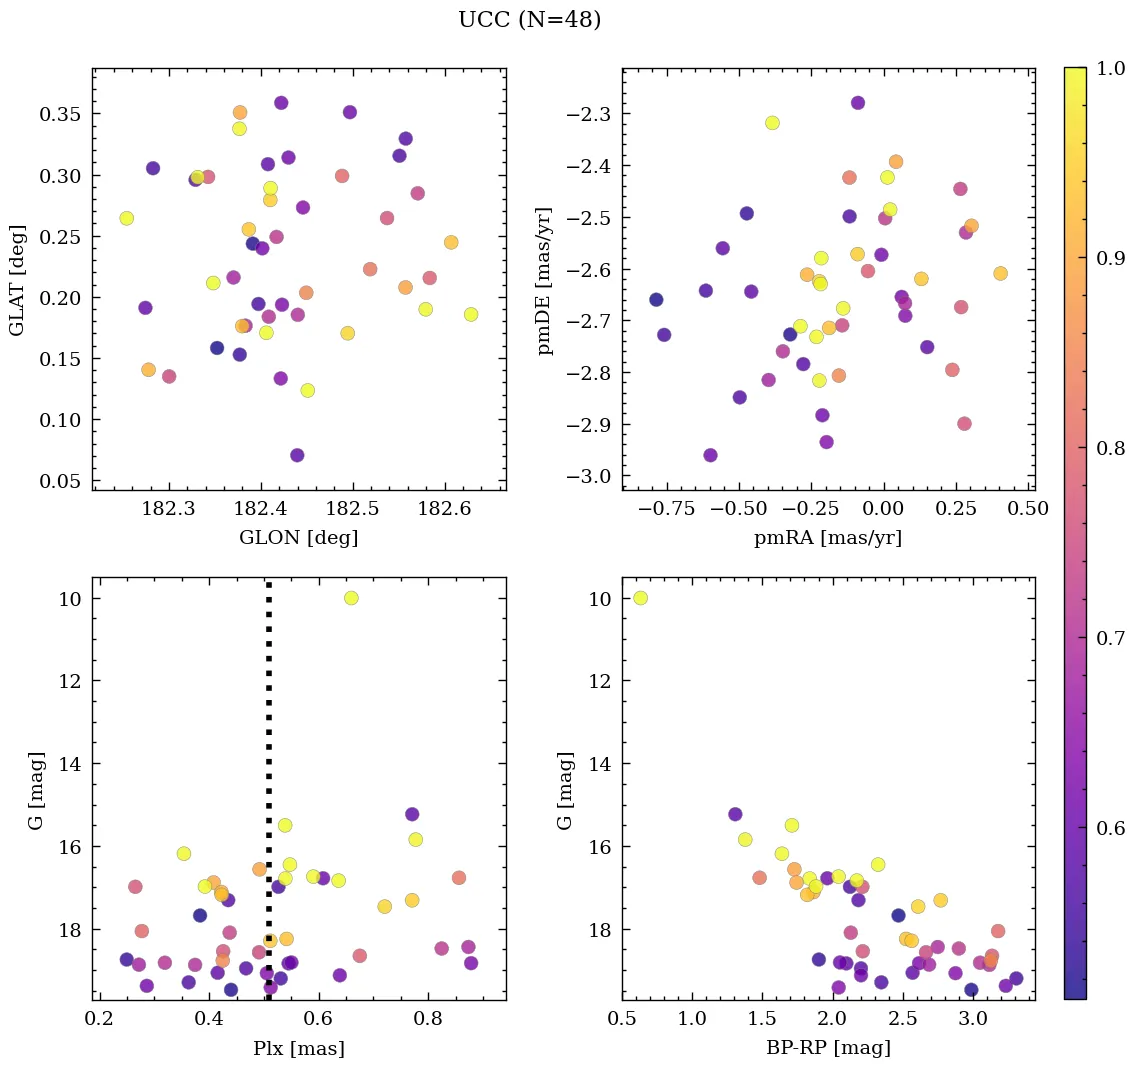 UCC (N=48)
0.35
0.30
0.25
0.20
0.15
0.10
0.05
GLAT [deg]
182.3 182.4 182.5 182.6
GLON [deg]
−2.3
−2.4
−2.5
−2.6
−2.7
−2.8
−2.9
−3.0
pmDE [mas/yr]
−0.75 −0.50 −0.25 0.00 0.25 0.50
pmRA [mas/yr]
1.0
0.9
0.8
0.7
0.6
10
12
14
16
18
G [mag]
0.2 0.4 0.6 0.8
Plx [mas]
10
12
14
16
18
G [mag]
0.5 1.0 1.5 2.0 2.5 3.0
BP-RP [mag]